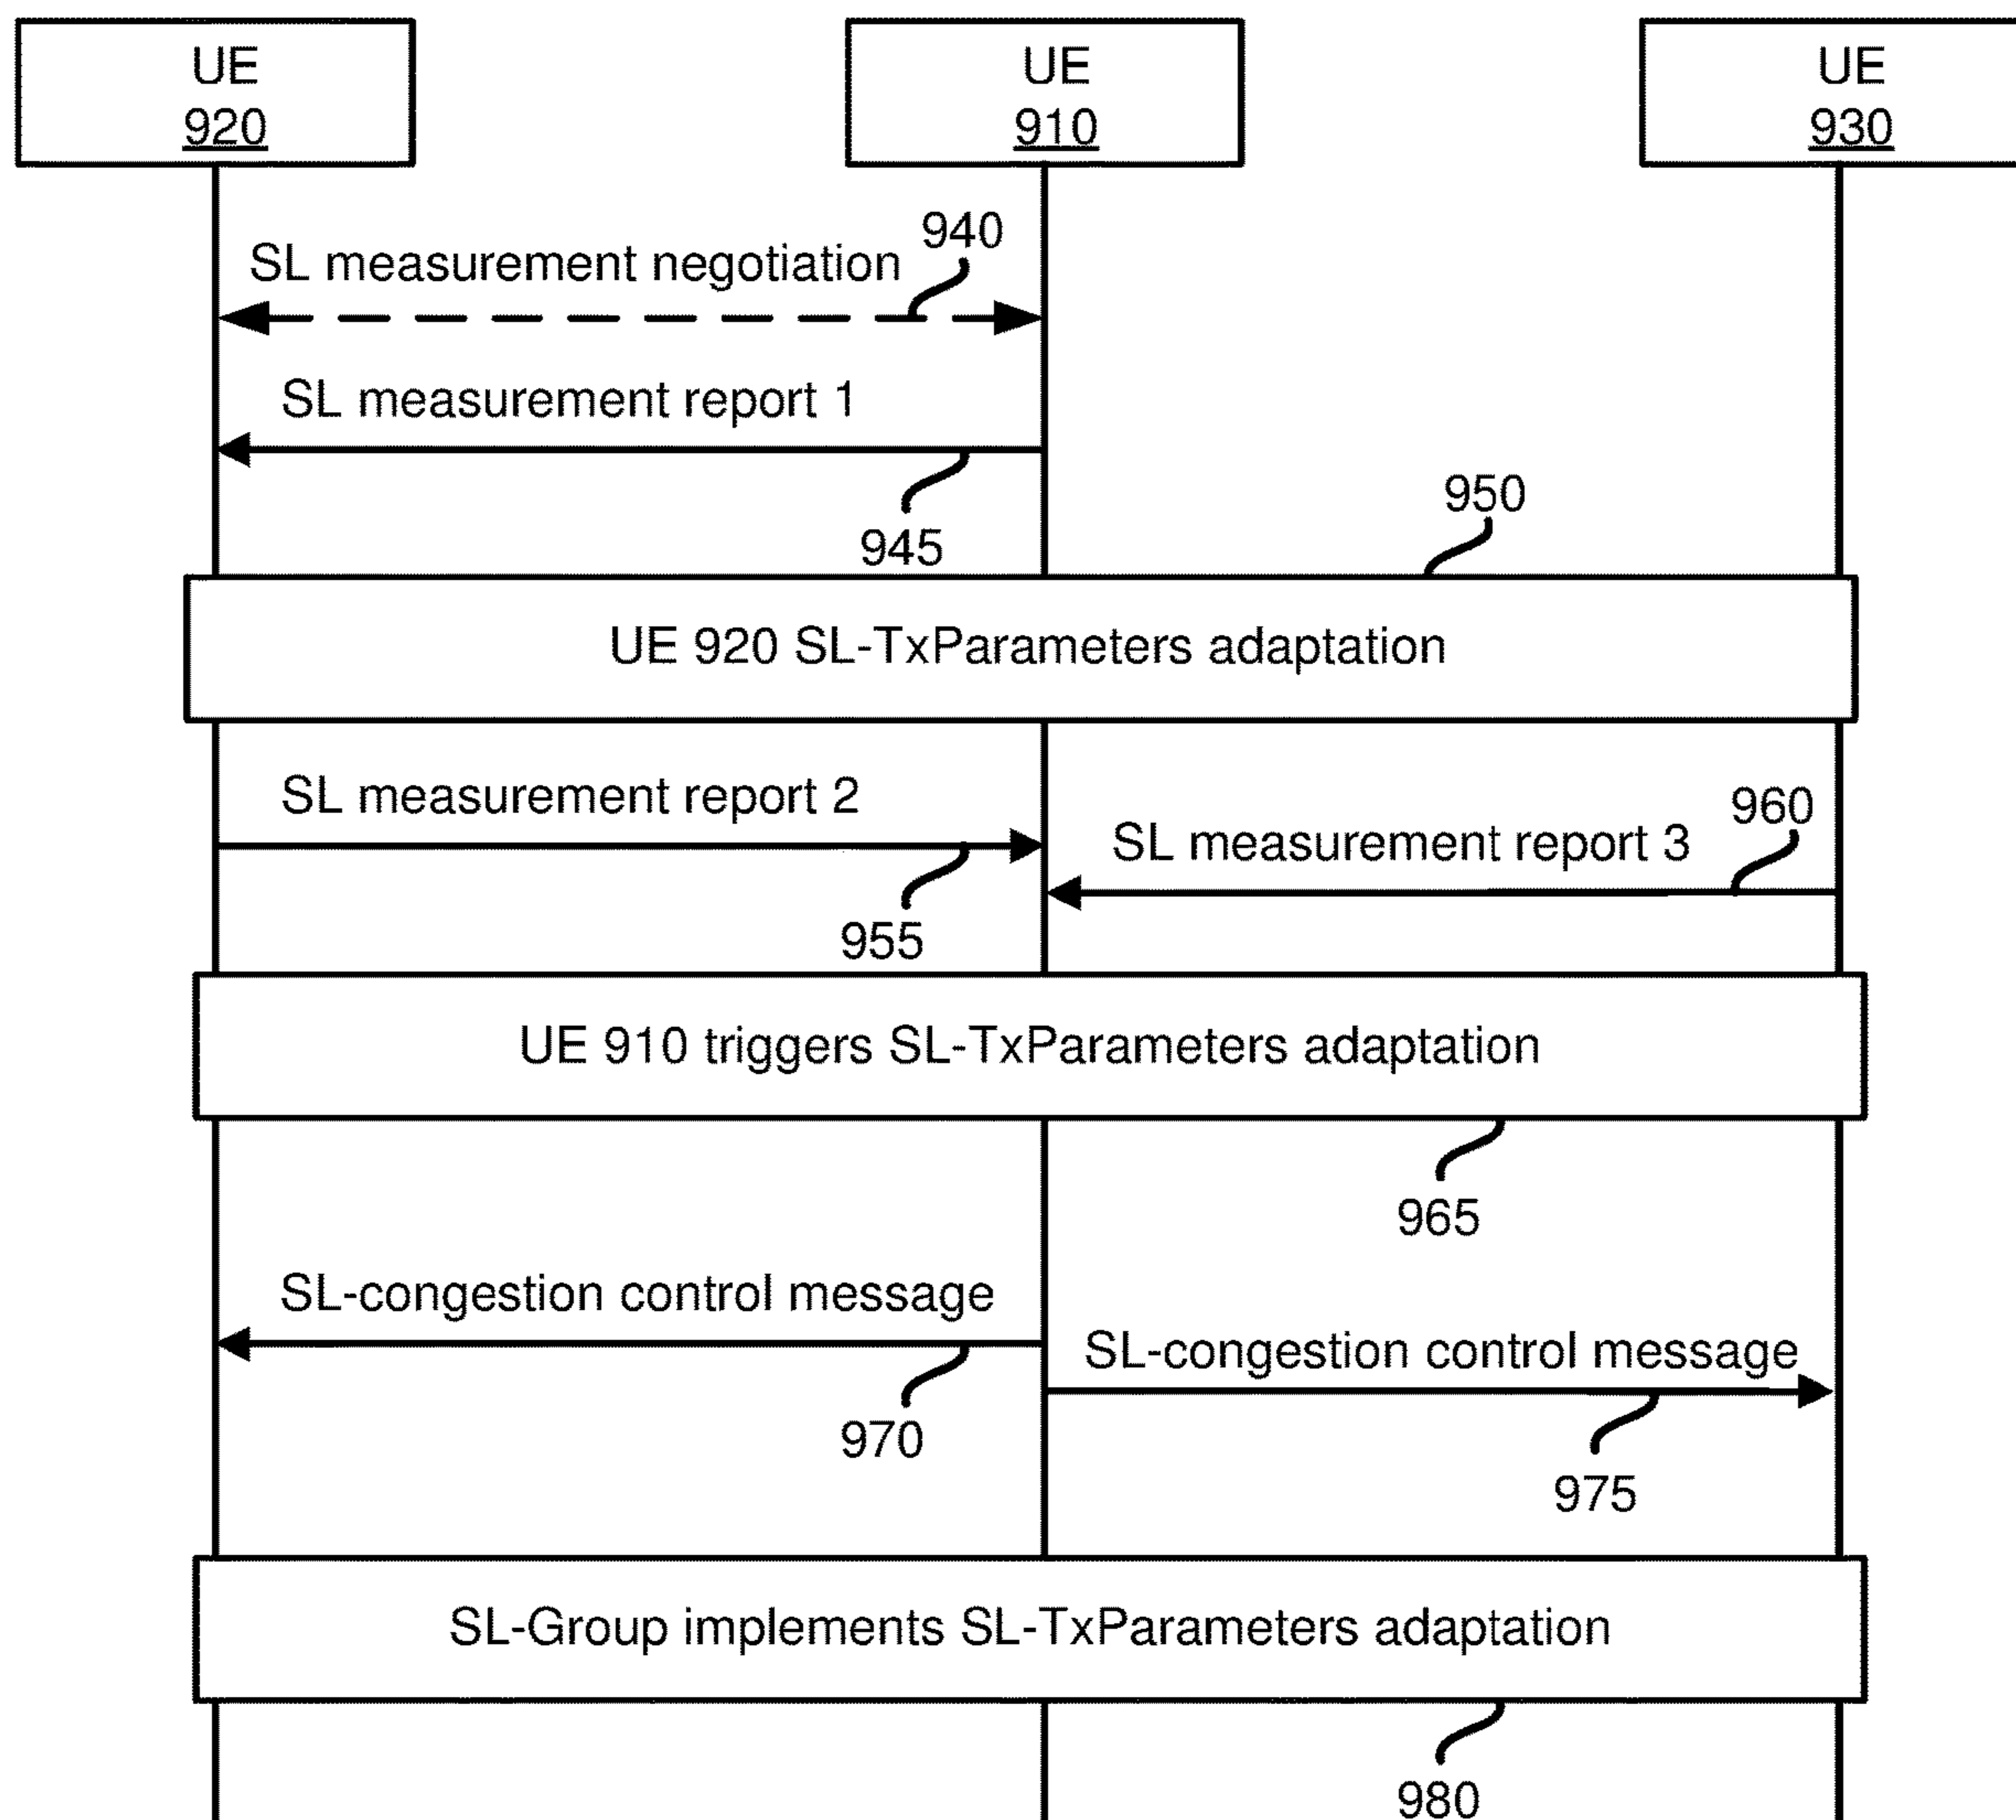 UE
920
UE
910
UE
930
940
SL measurement negotiation
SL measurement report 1
945
950
UE 920 SL-TxParameters adaptation
SL measurement report 2
960
SL measurement report 3
955
UE 910 triggers SL-TxParameters adaptation
965
SL-congestion control message
SL-congestion control message
970
975
SL-Group implements SL-TxParameters adaptation
980